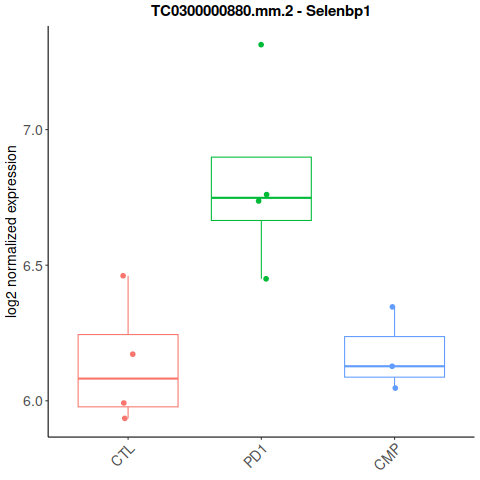 TC0300000880.mm.2 - Selenbp1
log2 normalized expression
7.0
6.5
6.0
CTL
PD1
CMP